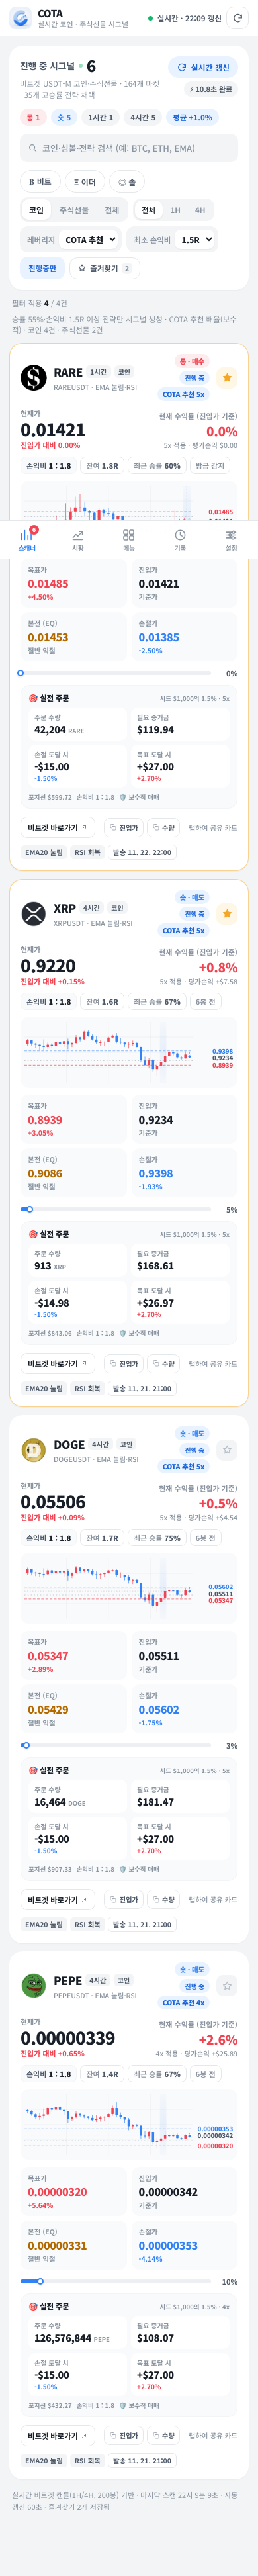 COTA
실시간 코인 · 주식선물 시그널
실시간 · 22:09 갱신
진행 중 시그널 6
실시간 갱신
비트겟 USDT-M 코인·주식선물 · 164개 마켓 · 35개 고승률 전략 채택
⚡ 10.8초 완료
롱 1
숏 5
1시간 1
4시간 5
평균 +1.0%
코인·심볼·전략 검색 (예: BTC, ETH, EMA)
비트
이더
솔
코인 주식선물 전체
전체 1H 4H
레버리지 COTA 추천
최소 손익비 1.5R
진행중만
즐겨찾기 2
필터 적용 4 / 4건
승률 55%·손익비 1.5R 이상 전략만 시그널 생성 · COTA 추천 배율(보수적) · 코인 4건 · 주식선물 2건
RARE 1시간 코인
RAREUSDT · EMA 눌림·RSI
롱 · 매수
진행 중
COTA 추천 5x
현재가
0.01421
진입가 대비 0.00%
현재 수익률 (진입가 기준)
0.0%
5x 적용 · 평가손익 $0.00
손익비 1 : 1.8
잔여 1.8R
최근 승률 60%
방금 감지
0.01485
6
스캐너
시황
메뉴
기록
설정
목표가
0.01485
+4.50%
진입가
0.01421
기준가
본전 (EQ)
0.01453
절반 익절
손절가
0.01385
-2.50%
0%
실전 주문
시드 $1,000의 1.5% · 5x
주문 수량
42,204 RARE
필요 증거금
$119.94
손절 도달 시
-$15.00
-1.50%
목표 도달 시
+$27.00
+2.70%
포지션 $599.72 손익비 1 : 1.8 보수적 매매
비트겟 바로가기
진입가
수량
탭하여 공유 카드
EMA20 눌림
RSI 회복
발송 11. 22. 22:00
XRP 4시간 코인
XRPUSDT · EMA 눌림·RSI
숏 · 매도
진행 중
COTA 추천 5x
현재가
0.9220
진입가 대비 +0.15%
현재 수익률 (진입가 기준)
+0.8%
5x 적용 · 평가손익 +$7.58
손익비 1 : 1.8
잔여 1.6R
최근 승률 67%
6봉 전
0.9398
0.9234
0.8939
목표가
0.8939
+3.05%
진입가
0.9234
기준가
본전 (EQ)
0.9086
절반 익절
손절가
0.9398
-1.93%
5%
실전 주문
시드 $1,000의 1.5% · 5x
주문 수량
913 XRP
필요 증거금
$168.61
손절 도달 시
-$14.98
-1.50%
목표 도달 시
+$26.97
+2.70%
포지션 $843.06 손익비 1 : 1.8 보수적 매매
비트겟 바로가기
진입가
수량
탭하여 공유 카드
EMA20 눌림
RSI 회복
발송 11. 21. 21:00
DOGE 4시간 코인
DOGEUSDT · EMA 눌림·RSI
숏 · 매도
진행 중
COTA 추천 5x
현재가
0.05506
진입가 대비 +0.09%
현재 수익률 (진입가 기준)
+0.5%
5x 적용 · 평가손익 +$4.54
손익비 1 : 1.8
잔여 1.7R
최근 승률 75%
6봉 전
0.05602
0.05511
0.05347
목표가
0.05347
+2.89%
진입가
0.05511
기준가
본전 (EQ)
0.05429
절반 익절
손절가
0.05602
-1.75%
3%
실전 주문
시드 $1,000의 1.5% · 5x
주문 수량
16,464 DOGE
필요 증거금
$181.47
손절 도달 시
-$15.00
-1.50%
목표 도달 시
+$27.00
+2.70%
포지션 $907.33 손익비 1 : 1.8 보수적 매매
비트겟 바로가기
진입가
수량
탭하여 공유 카드
EMA20 눌림
RSI 회복
발송 11. 21. 21:00
PEPE 4시간 코인
PEPEUSDT · EMA 눌림·RSI
숏 · 매도
진행 중
COTA 추천 4x
현재가
0.00000339
진입가 대비 +0.65%
현재 수익률 (진입가 기준)
+2.6%
4x 적용 · 평가손익 +$25.89
손익비 1 : 1.8
잔여 1.4R
최근 승률 67%
6봉 전
0.00000353
0.00000342
0.00000320
목표가
0.00000320
+5.64%
진입가
0.00000342
기준가
본전 (EQ)
0.00000331
절반 익절
손절가
0.00000353
-4.14%
10%
실전 주문
시드 $1,000의 1.5% · 4x
주문 수량
126,576,844 PEPE
필요 증거금
$108.07
손절 도달 시
-$15.00
-1.50%
목표 도달 시
+$27.00
+2.70%
포지션 $432.27 손익비 1 : 1.8 보수적 매매
비트겟 바로가기
진입가
수량
탭하여 공유 카드
EMA20 눌림
RSI 회복
발송 11. 21. 21:00
실시간 비트겟 캔들(1H/4H, 200봉) 기반 · 마지막 스캔 22시 9분 9초 · 자동 갱신 60초 · 즐겨찾기 2개 저장됨